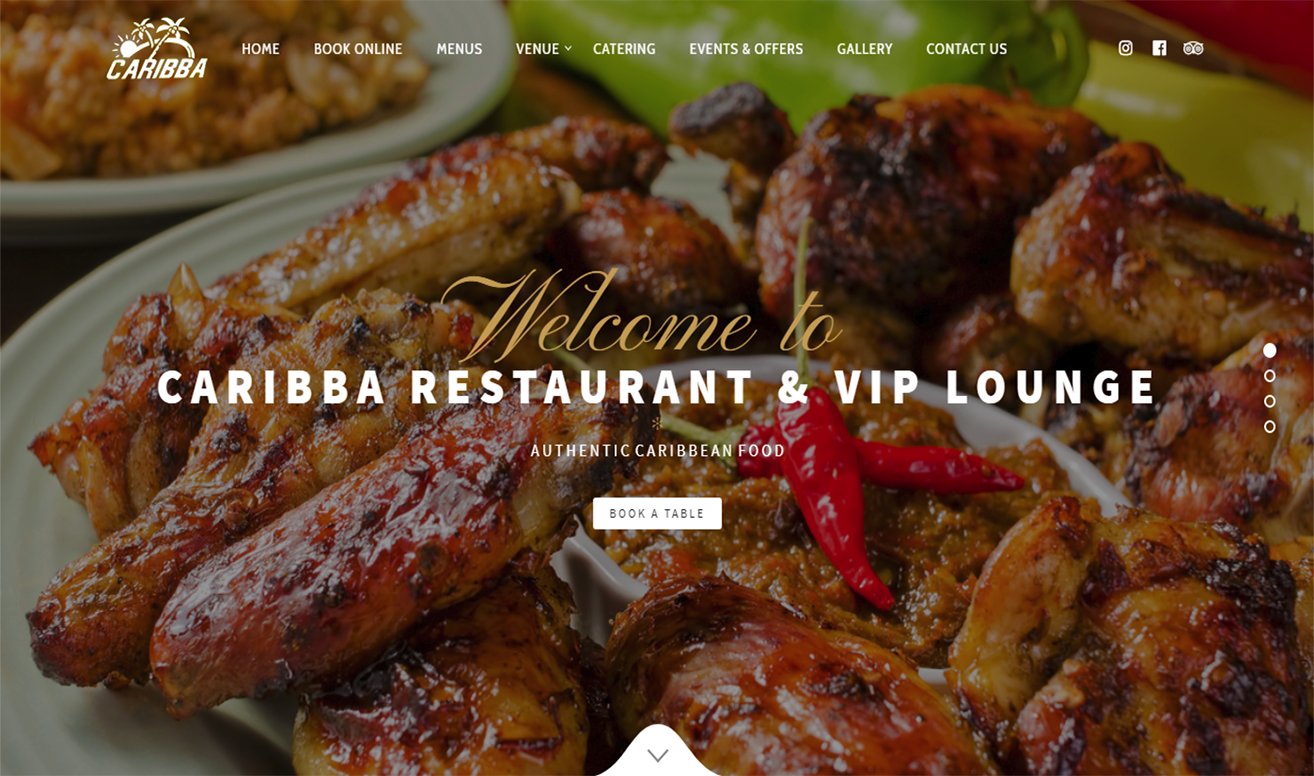 CARIBBA
HOME BOOK ONLINE MENUS VENUE CATERING EVENTS & OFFERS GALLERY CONTACT US
Welcome to
CARIBBA RESTAURANT & VIP LOUNGE
AUTHENTIC CARIBBEAN FOOD
BOOK A TABLE